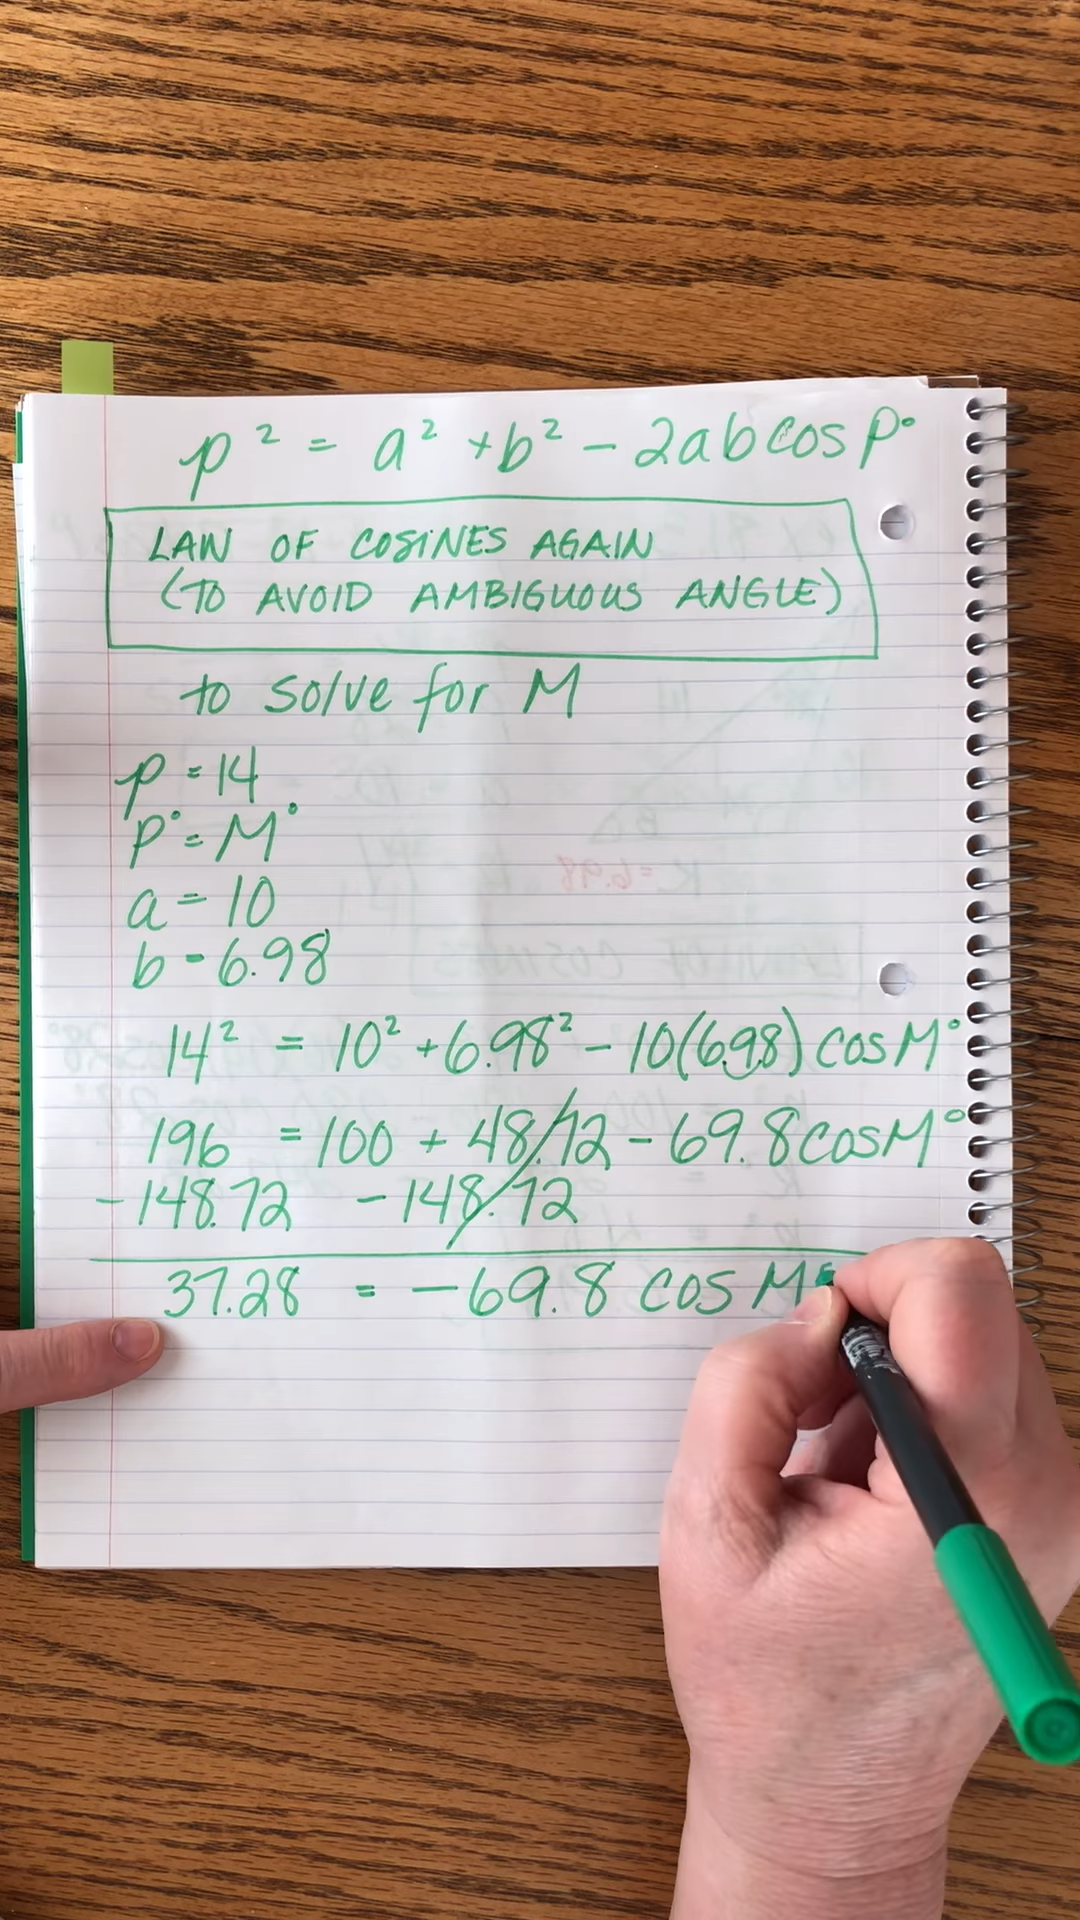 p² = a² + b² - 2ab cos P°
LAW OF COSINES AGAIN
(TO AVOID AMBIGUOUS ANGLE)
to solve for M
p = 14
P° = M°
a = 10
b - 6.98
14² = 10² + 6.98² - 10(6.98) cos M°
196 = 100 + 48.72 - 69.8 cos M°
-148.72 -148.72
37.28 = -69.8 cos M°